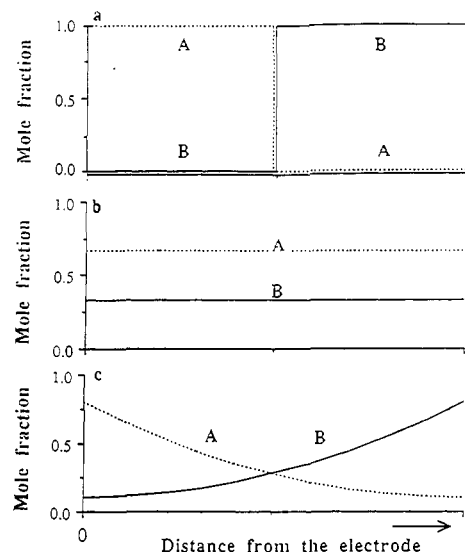 a
1.0
A
B
Mole fraction
0.5
B
A
0.0
b
1.0
A
Mole fraction
0.5
B
0.0
c
1.0
Mole fraction
0.5
A
B
0.0
0
Distance from the electrode